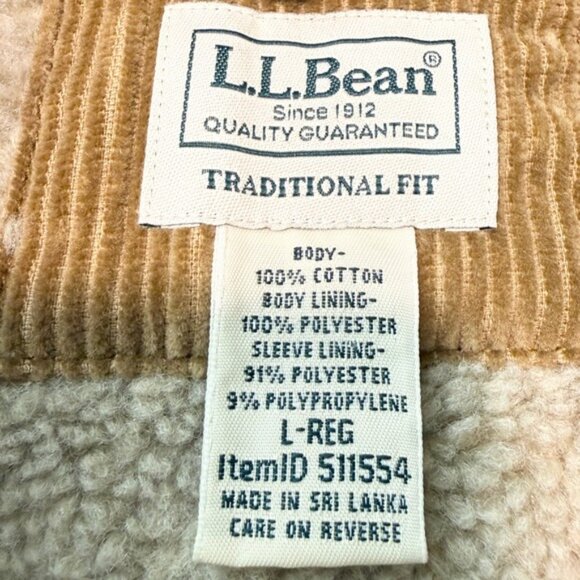 L.L.Bean®
Since 1912
QUALITY GUARANTEED
TRADITIONAL FIT
BODY-
100% COTTON
BODY LINING-
100% POLYESTER
SLEEVE LINING-
91% POLYESTER
9% POLYPROPYLENE
L-REG
ItemID 511554
MADE IN SRI LANKA
CARE ON REVERSE